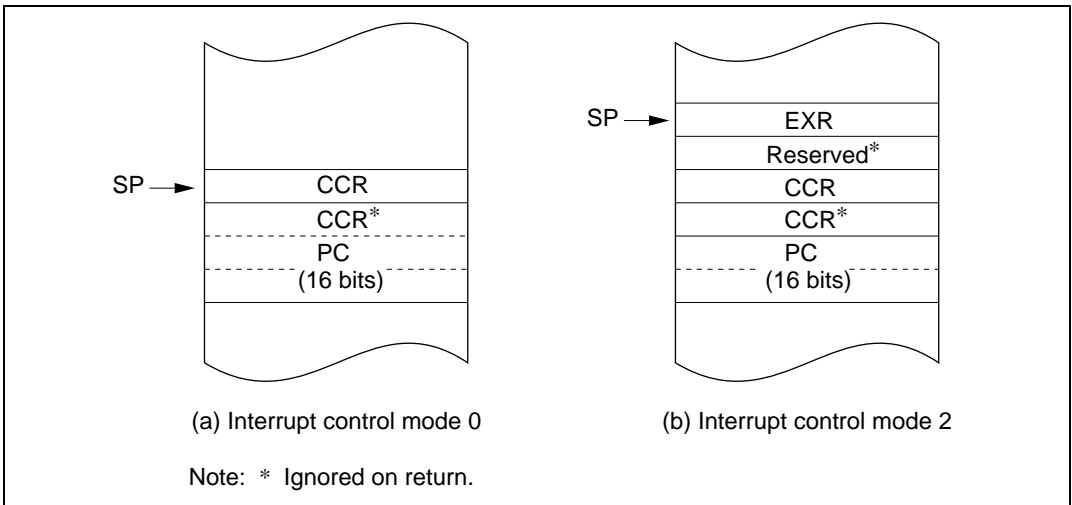 SP
CCR
CCR*
PC
(16 bits)
(a) Interrupt control mode 0
SP
EXR
Reserved*
CCR
CCR*
PC
(16 bits)
(b) Interrupt control mode 2
Note: * Ignored on return.